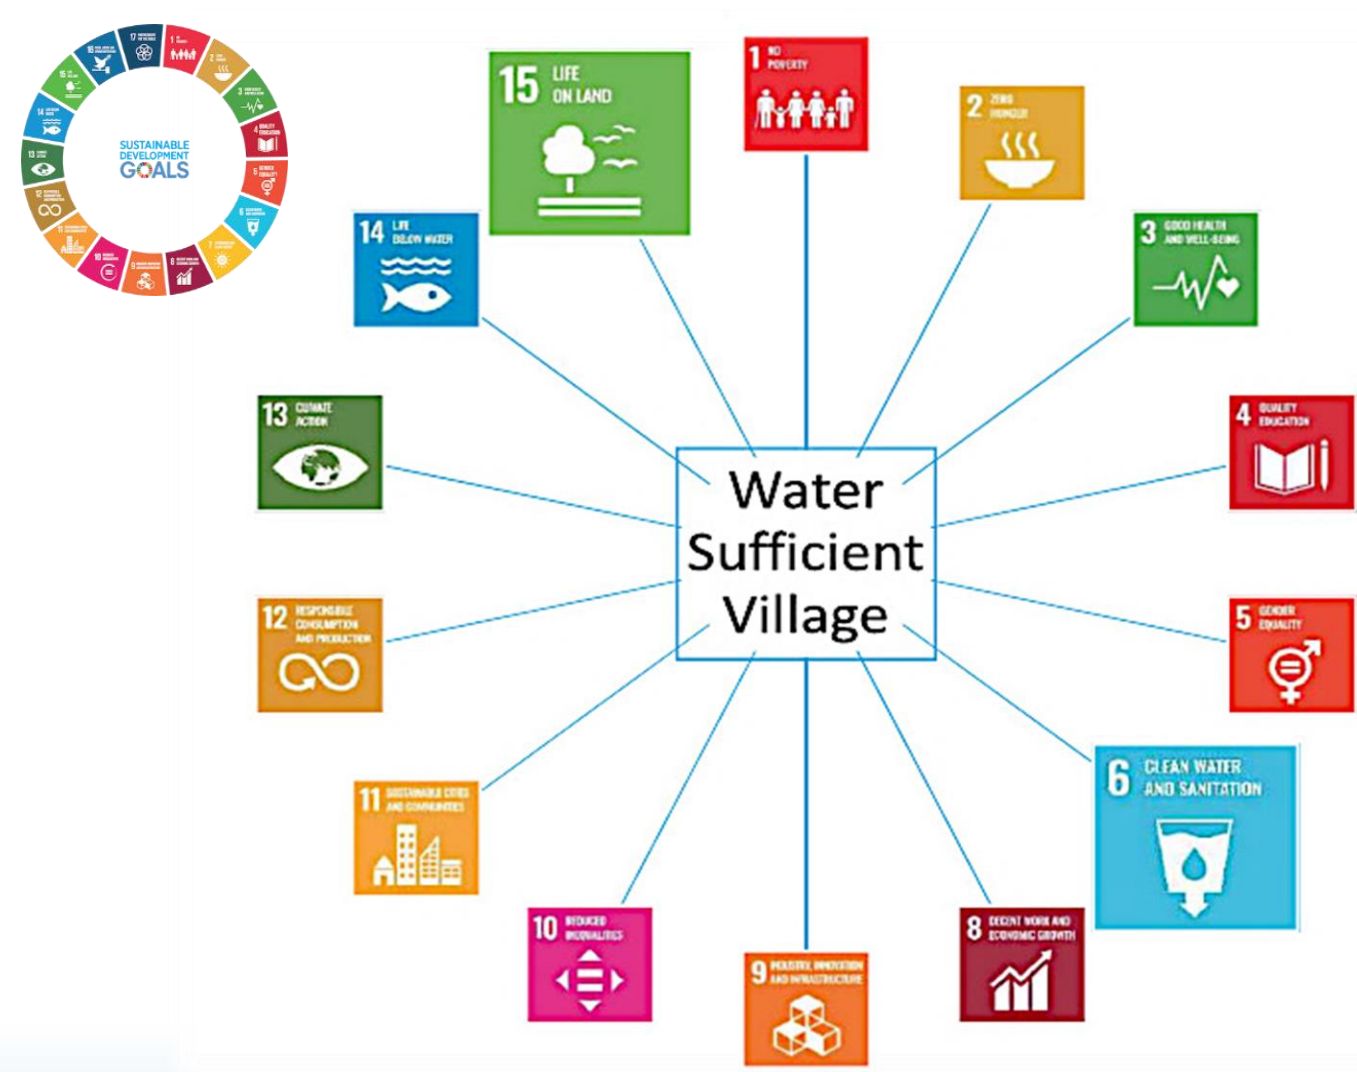 SUSTAINABLE
DEVELOPMENT
GOALS
15 LIFE
ON LAND
1 NO
POVERTY
2 ZERO
HUNGER
14 LIFE
BELOW WATER
3 GOOD HEALTH
AND WELL-BEING
13 CLIMATE
ACTION
4 QUALITY
EDUCATION
Water
Sufficient
Village
12 RESPONSIBLE
CONSUMPTION
AND PRODUCTION
5 GENDER
EQUALITY
6 CLEAN WATER
AND SANITATION
11 SUSTAINABLE CITIES
AND COMMUNITIES
10 REDUCED
INEQUALITIES
8 DECENT WORK AND
ECONOMIC GROWTH
9 INDUSTRY, INNOVATION
AND INFRASTRUCTURE